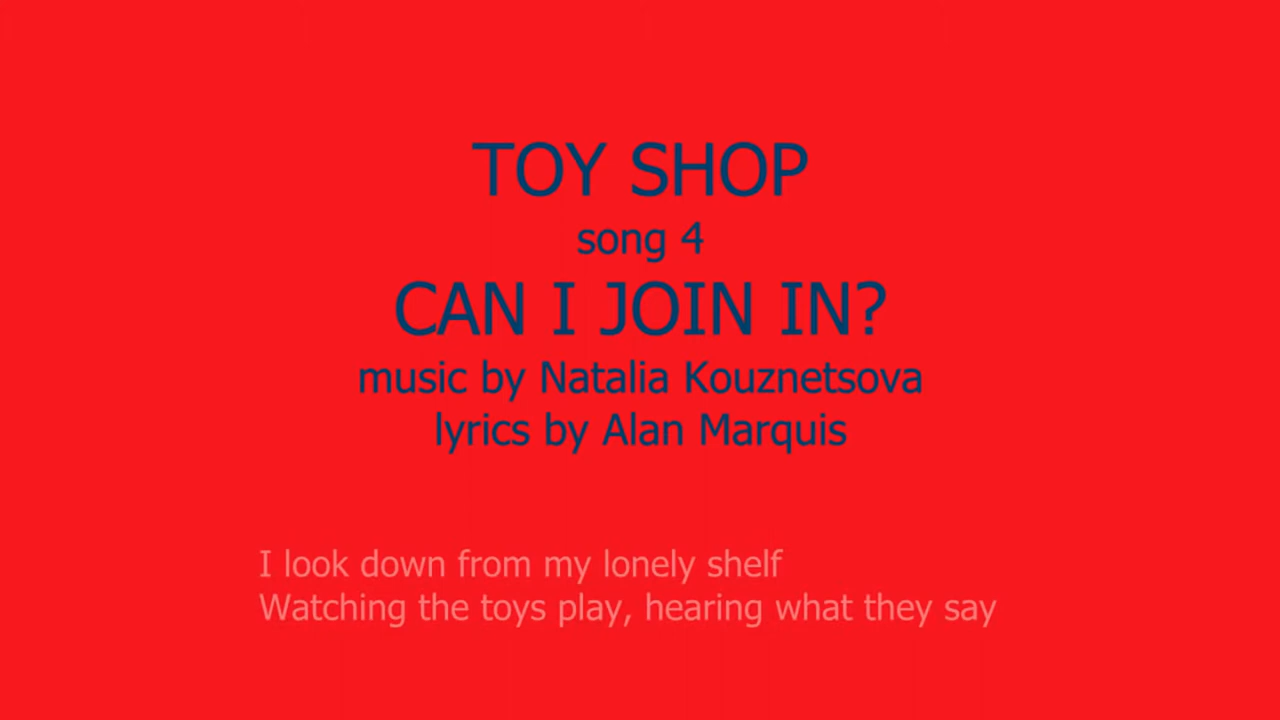 TOY SHOP
song 4
CAN I JOIN IN?
music by Natalia Kouznetsova
lyrics by Alan Marquis
I look down from my lonely shelf
Watching the toys play, hearing what they say